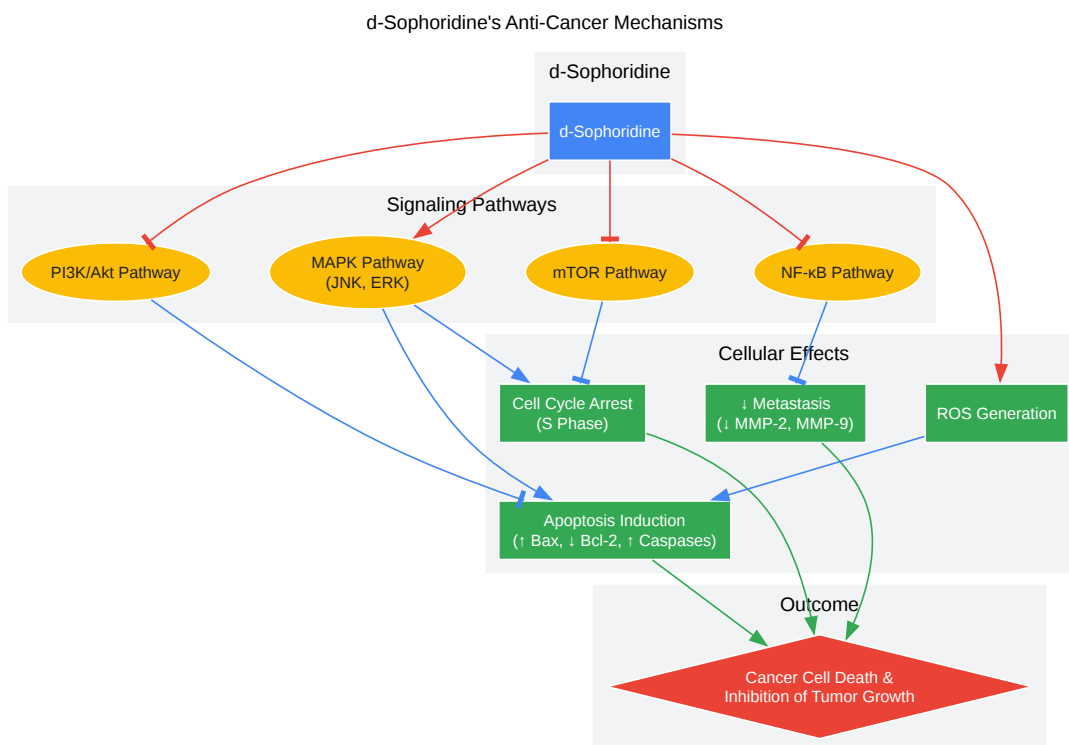 d-Sophoridine's Anti-Cancer Mechanisms
d-Sophoridine
d-Sophoridine
Signaling Pathways
PI3K/Akt Pathway
MAPK Pathway
(JNK, ERK)
mTOR Pathway
NF-κB Pathway
Cellular Effects
Cell Cycle Arrest
(S Phase)
↓ Metastasis
(↓ MMP-2, MMP-9)
ROS Generation
Apoptosis Induction
(↑ Bax, ↓ Bcl-2, ↑ Caspases)
Outcome
Cancer Cell Death &
Inhibition of Tumor Growth